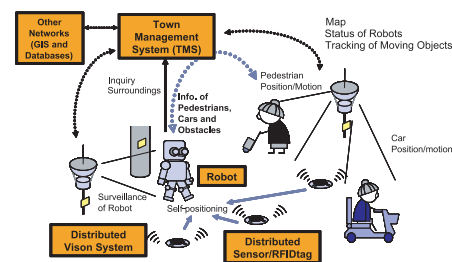 Other
Networks
(GIS and
Databases)
Town
Management
System (TMS)
Map
Status of Robots
Tracking of Moving Objects
Inquiry
Surroundings
Info. of
Pedestrians,
Cars and
Obstacles
Pedestrian
Position/Motion
Car
Position/motion
Robot
Surveillance
of Robot
Self-positioning
Distributed
Vison System
Distributed
Sensor/RFIDtag